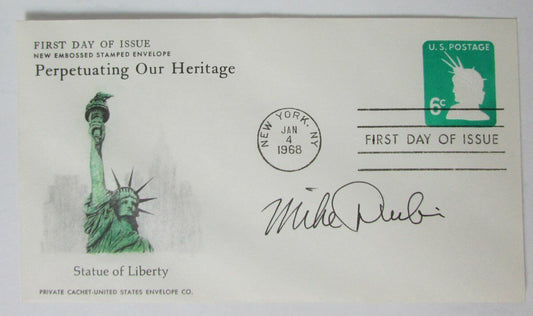 FIRST DAY OF ISSUE
NEW EMBOSSED STAMPED ENVELOPE
Perpetuating Our Heritage
U.S. POSTAGE
6c
NEW YORK, NY
JAN
4
1968
FIRST DAY OF ISSUE
Mike
Statue of Liberty
PRIVATE CACHET-UNITED STATES ENVELOPE CO.